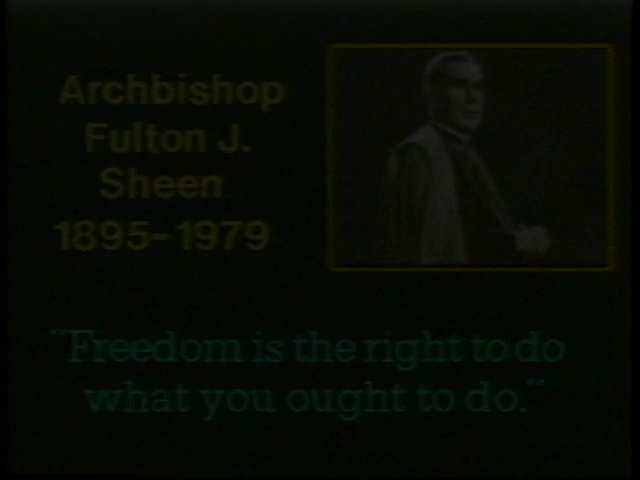 Archbishop
Fulton J.
Sheen
1895-1979
"Freedom is the right to do
what you ought to do."